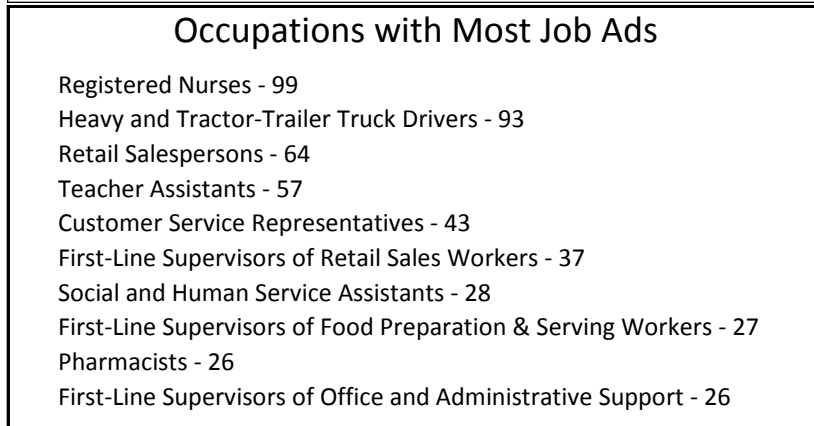 Occupations with Most Job Ads
Registered Nurses - 99
Heavy and Tractor-Trailer Truck Drivers - 93
Retail Salespersons - 64
Teacher Assistants - 57
Customer Service Representatives - 43
First-Line Supervisors of Retail Sales Workers - 37
Social and Human Service Assistants - 28
First-Line Supervisors of Food Preparation & Serving Workers - 27
Pharmacists - 26
First-Line Supervisors of Office and Administrative Support - 26